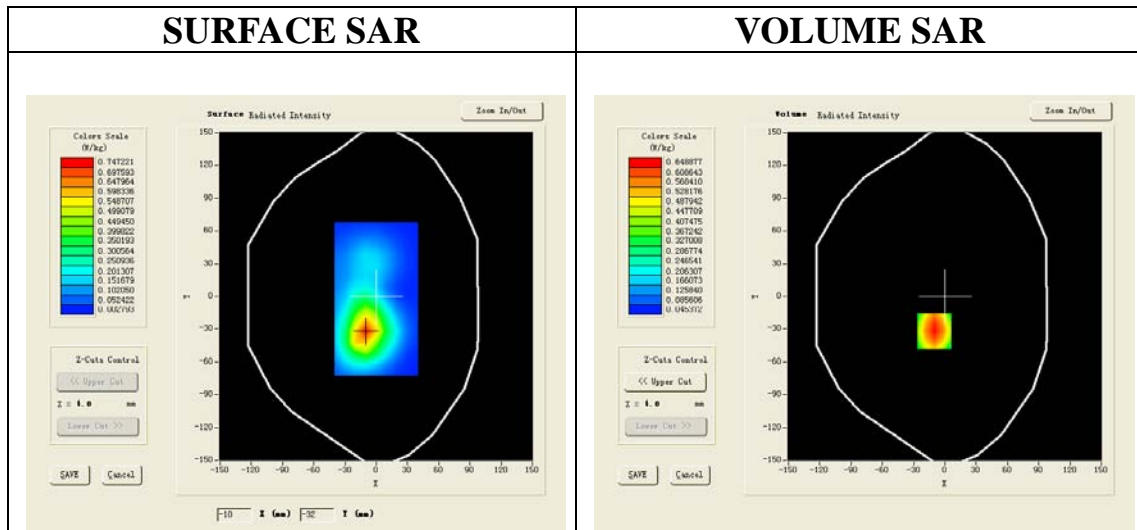 SURFACE SAR
VOLUME SAR
Surface Radiated Intensity
Zoom In/Out
Colors Scale
(W/kg)
0.747221
0.697593
0.647964
0.598336
0.548707
0.499079
0.449450
0.399822
0.350193
0.300564
0.250936
0.201307
0.151679
0.102050
0.052422
0.002793
Z-Cuts Control
<< Upper Cut
Lower Cut >>
SAVE
Cancel
150
120
90
60
30
0
-30
-60
-90
-120
-150
Y
-150 -120 -90 -60 -30 0 30 60 90 120 150
X
-10 X (mm) -32 Y (mm)
Volume Radiated Intensity
Zoom In/Out
Colors Scale
(W/kg)
0.648877
0.608643
0.568410
0.528176
0.487942
0.447709
0.407475
0.367242
0.327008
0.286774
0.246541
0.206307
0.166073
0.125840
0.085606
0.045372
Z-Cuts Control
<< Upper Cut
Lower Cut >>
SAVE
Cancel
150
120
90
60
30
0
-30
-60
-90
-120
-150
Y
-150 -120 -90 -60 -30 0 30 60 90 120 150
X